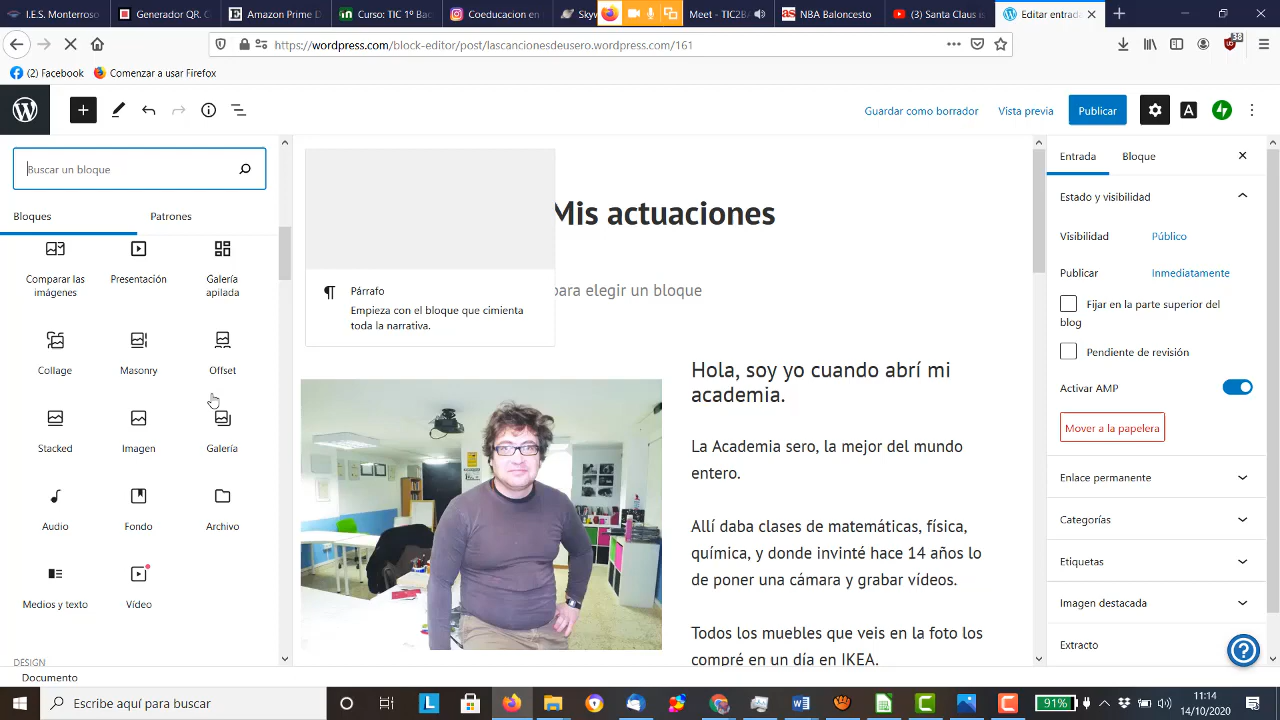 I.E.S. Monterroso
Generador QR. C
Amazon Prime D
Curso TIC²A Bac
Coeducacion en
Skyw
Meet - TIC2BA
NBA Baloncesto
(3) Santa Claus is
Editar entrada
https://wordpress.com/block-editor/post/lascancionesdeusero.wordpress.com/161
38
(2) Facebook
Comenzar a usar Firefox
Guardar como borrador
Vista previa
Publicar
Buscar un bloque
Bloques
Patrones
Comparar las imágenes
Presentación
Galería apilada
Collage
Masonry
Offset
Stacked
Imagen
Galería
Audio
Fondo
Archivo
Medios y texto
Vídeo
DESIGN
Documento
Párrafo
Empieza con el bloque que cimienta
toda la narrativa.
Mis actuaciones
para elegir un bloque
Hola, soy yo cuando abrí mi
academia.
La Academia sero, la mejor del mundo
entero.
Allí daba clases de matemáticas, física,
química, y donde invinté hace 14 años lo
de poner una cámara y grabar vídeos.
Todos los muebles que veis en la foto los
compré en un día en IKEA.
Entrada
Bloque
Estado y visibilidad
Visibilidad
Público
Publicar
Inmediatamente
Fijar en la parte superior del
blog
Pendiente de revisión
Activar AMP
Mover a la papelera
Enlace permanente
Categorías
Etiquetas
Imagen destacada
Extracto
Escribe aquí para buscar
91%
11:14
14/10/2020